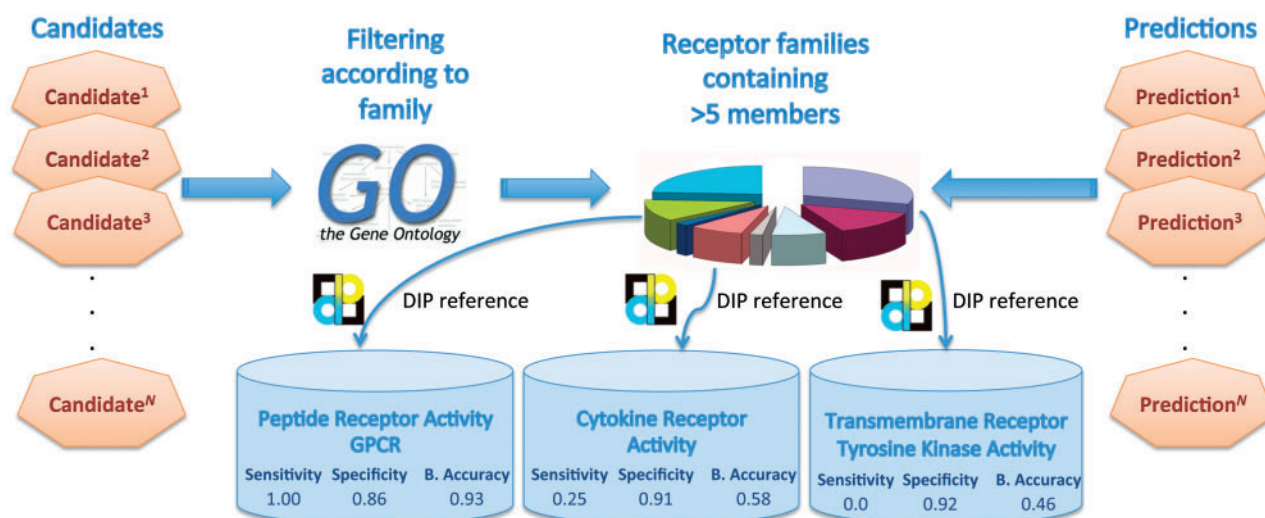 Candidates
Candidate1
Candidate2
Candidate3
CandidateN
Filtering
according to
family
GO
the Gene Ontology
Receptor families
containing
>5 members
Predictions
Prediction1
Prediction2
Prediction3
PredictionN
DIP reference
DIP reference
DIP reference
Peptide Receptor Activity
GPCR
Sensitivity Specificity B. Accuracy
1.00 0.86 0.93
Cytokine Receptor
Activity
Sensitivity Specificity B. Accuracy
0.25 0.91 0.58
Transmembrane Receptor
Tyrosine Kinase Activity
Sensitivity Specificity B. Accuracy
0.0 0.92 0.46